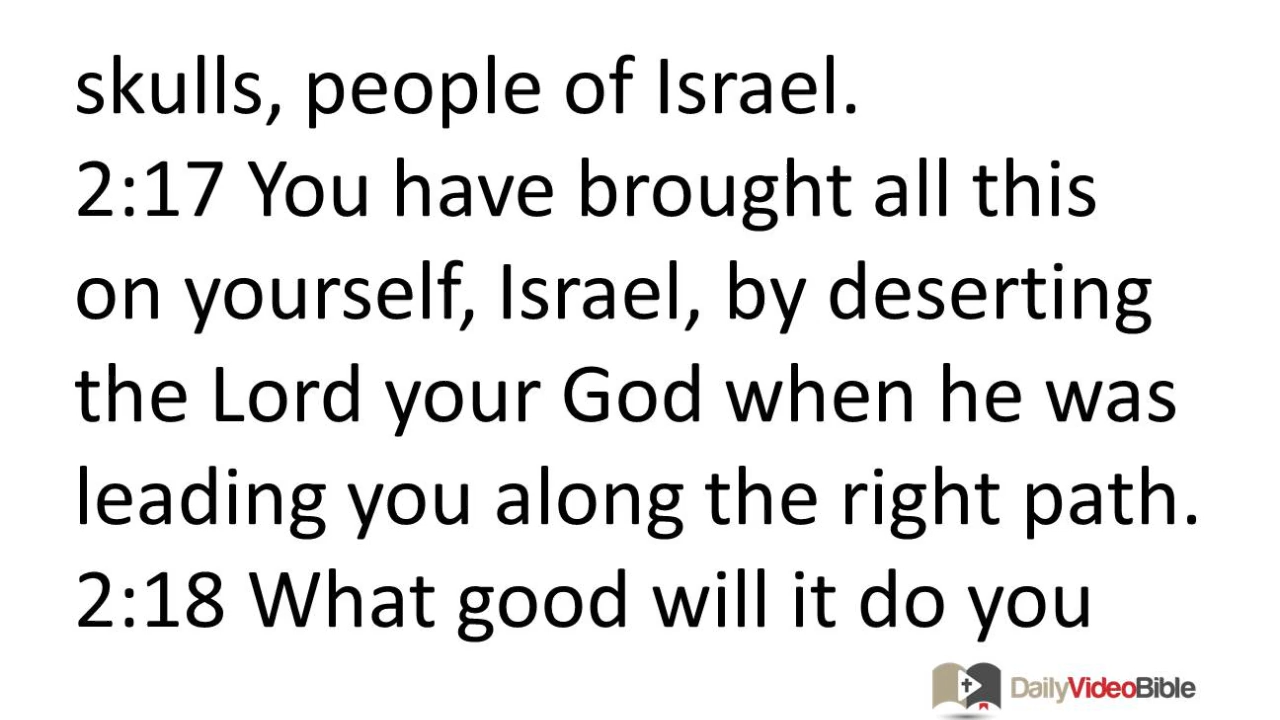 skulls, people of Israel.
2:17 You have brought all this
on yourself, Israel, by deserting
the Lord your God when he was
leading you along the right path.
2:18 What good will it do you
DailyVideoBible